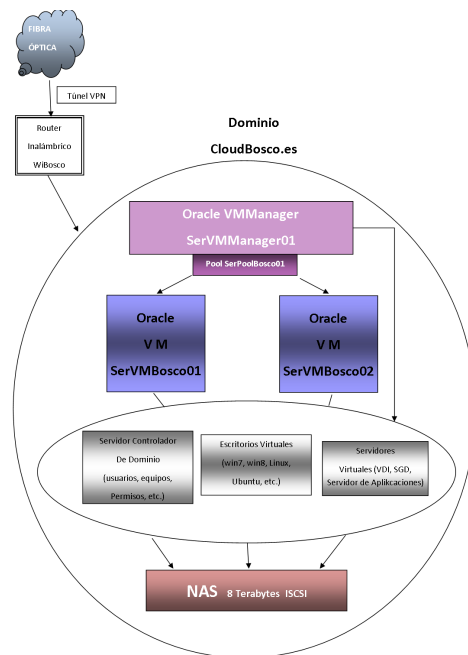 FIBRA
ÓPTICA
Túnel VPN
Router
Inalámbrico
WiBosco
Dominio
CloudBosco.es
Oracle VMManager
SerVMManager01
Pool SerPoolBosco01
Oracle
V M
SerVMBosco01
Oracle
V M
SerVMBosco02
Servidor Controlador
De Dominio
(usuarios, equipos,
Permisos, etc.)
Escritorios Virtuales
(win7, win8, Linux,
Ubuntu, etc.)
Servidores
Virtuales (VDI, SGD,
Servidor de Aplikcaciones)
NAS 8 Terabytes ISCSI